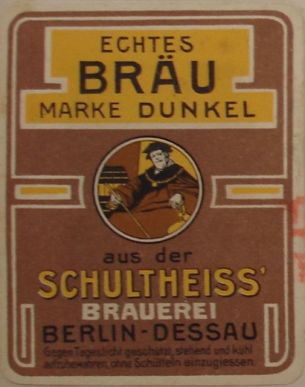 ECHTES
BRÄU
MARKE DUNKEL
aus der
SCHULTHEISS'
BRAUEREI
BERLIN-DESSAU
Gegen Tageslicht geschützt, stehend und kühl
aufzubewahren, ohne Schütteln einzugiessen.